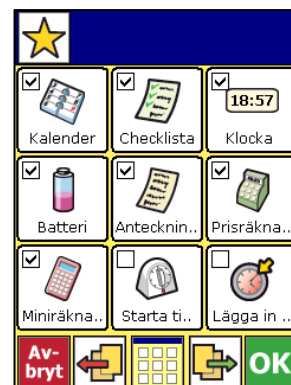 18:57
Kalender
Checklista
Klocka
Batteri
Antecknin..
Prisräkna..
Miniräkna..
Starta ti..
Lägga in ..
Av-
bryt
OK